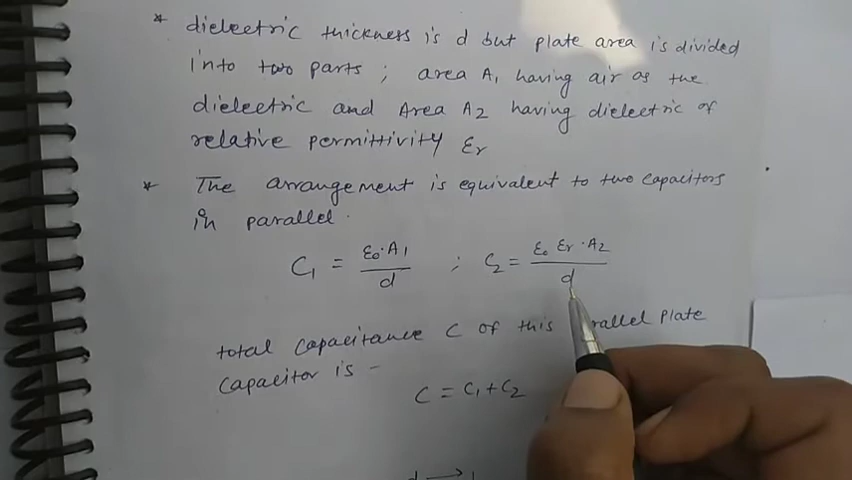 * dielectric thickness is d but plate area is divided
into two parts ; area A₁ having air as the
dielectric and Area A₂ having dielectric of
relative permittivity εr
* The arrangement is equivalent to two capacitors
in parallel.
C₁ = ε₀·A₁/d ; C₂ = ε₀ εr·A₂/d
total capacitance C of this plate
capacitor is -
C = C₁ + C₂